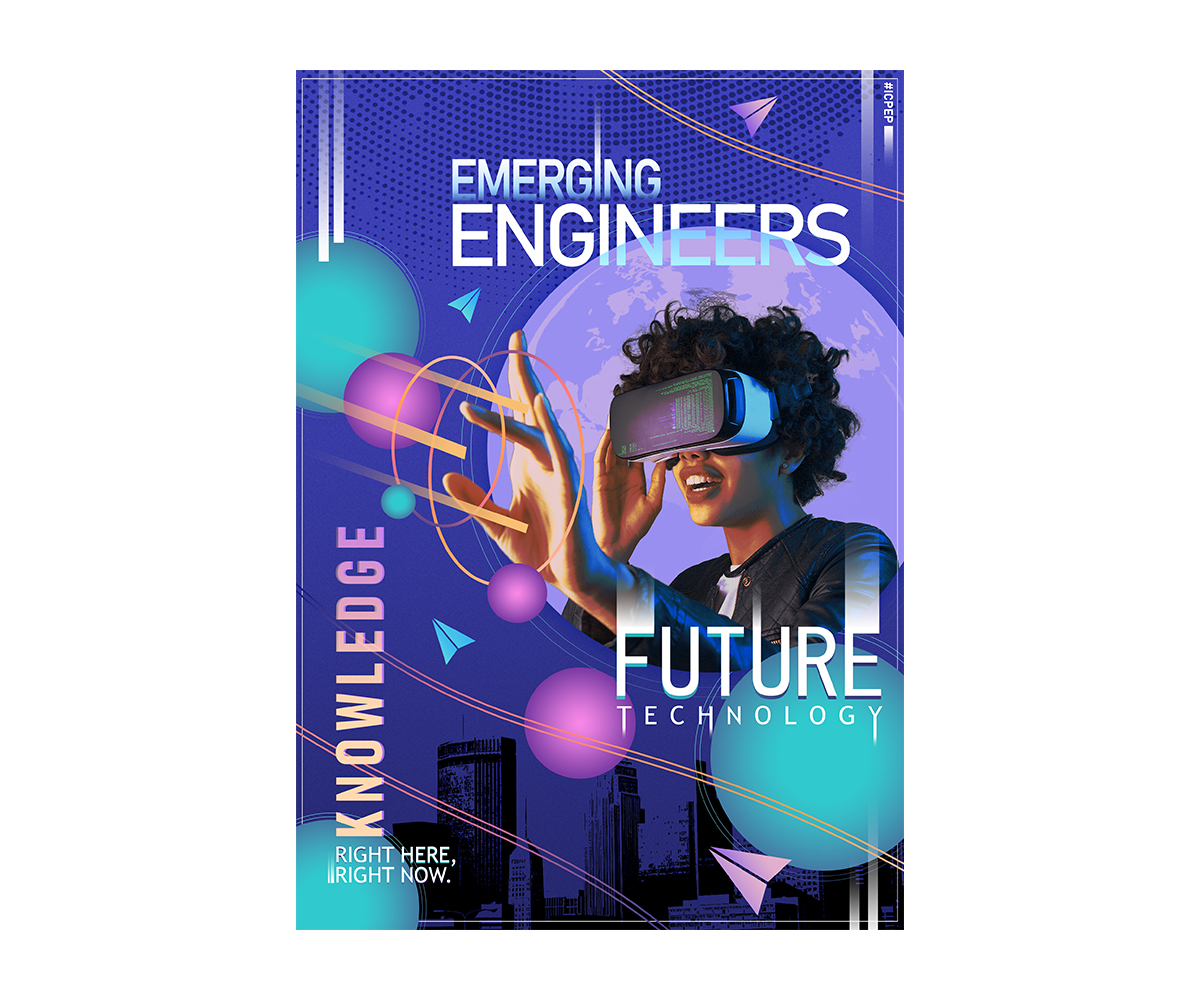 #ICPEP
EMERGING
ENGINEERS
FUTURE
TECHNOLOGY
KNOWLEDGE
RIGHT HERE,
RIGHT NOW.